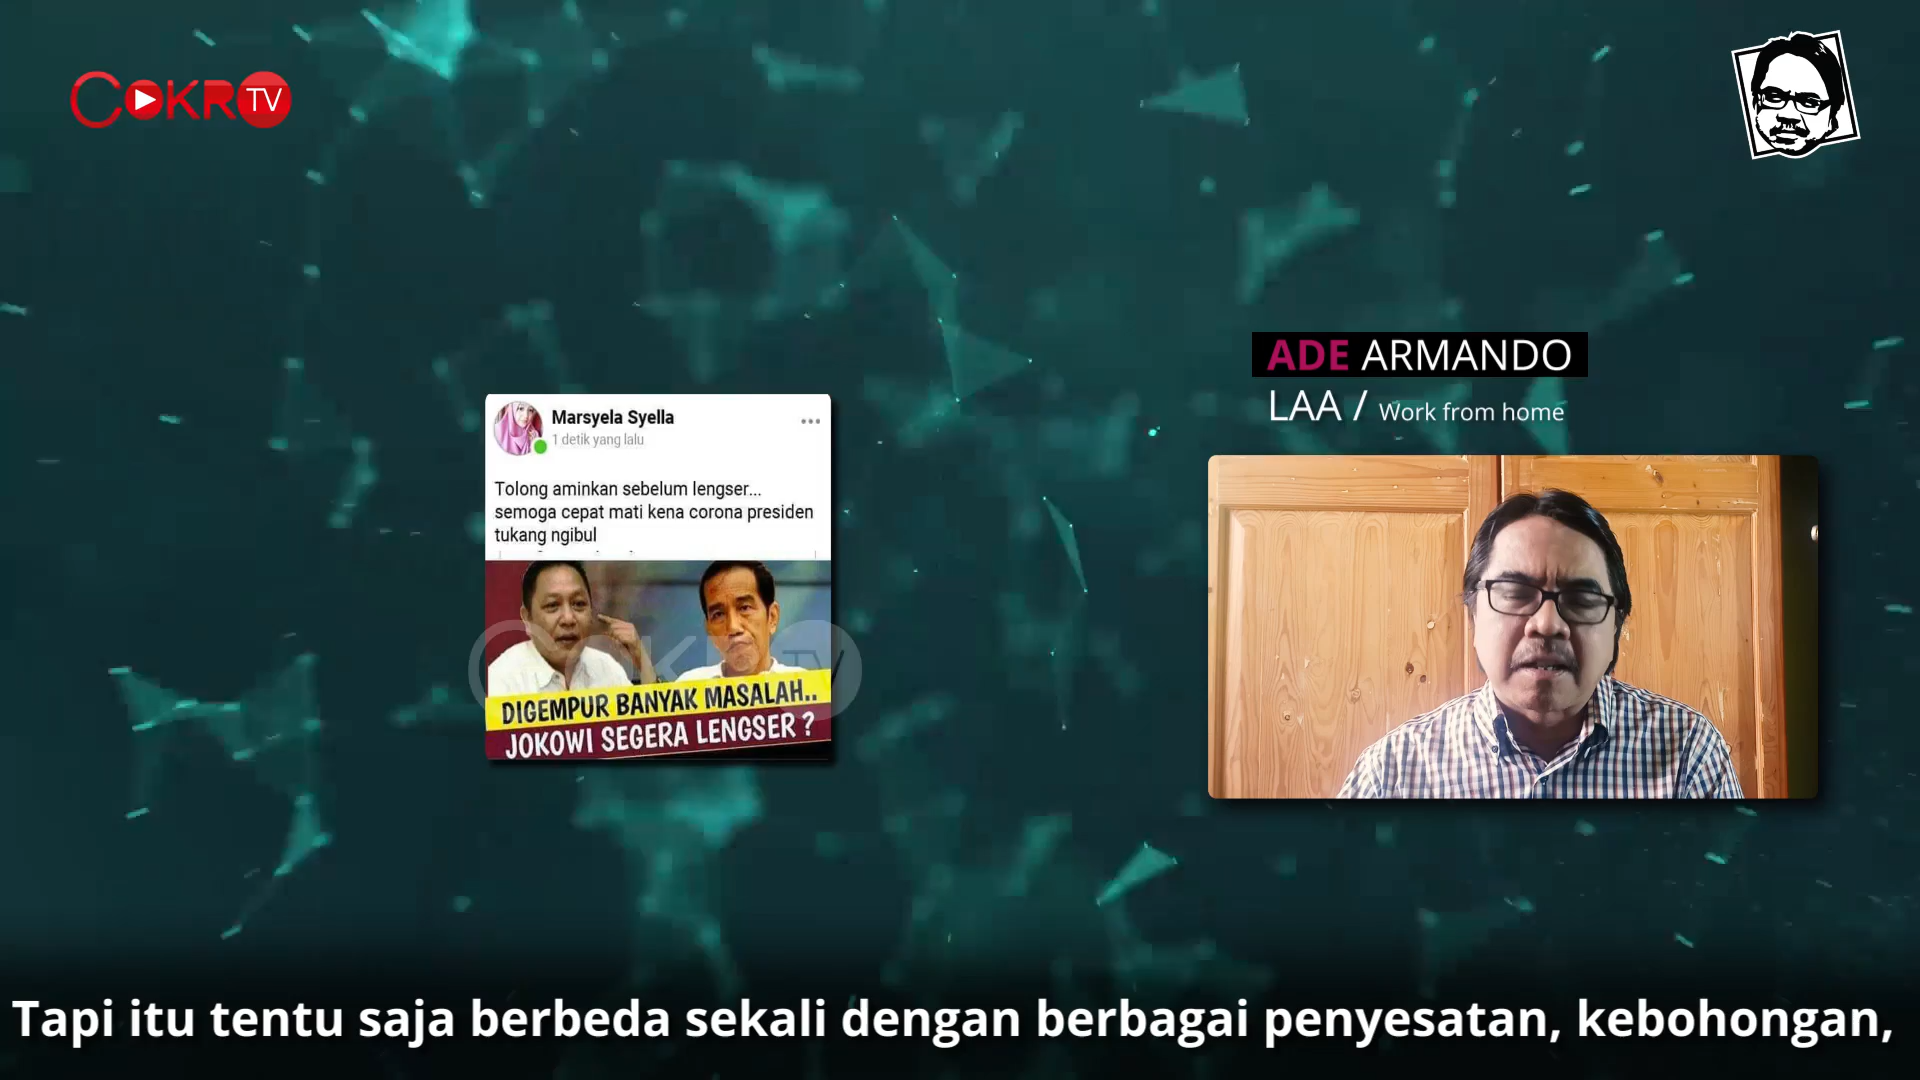 COKRO TV
ADE ARMANDO
LAA / Work from home
Marsyela Syella
1 detik yang lalu
Tolong aminkan sebelum lengser...
semoga cepat mati kena corona presiden
tukang ngibul
COKRO TV
DIGEMPUR BANYAK MASALAH..
JOKOWI SEGERA LENGSER ?
Tapi itu tentu saja berbeda sekali dengan berbagai penyesatan, kebohongan,